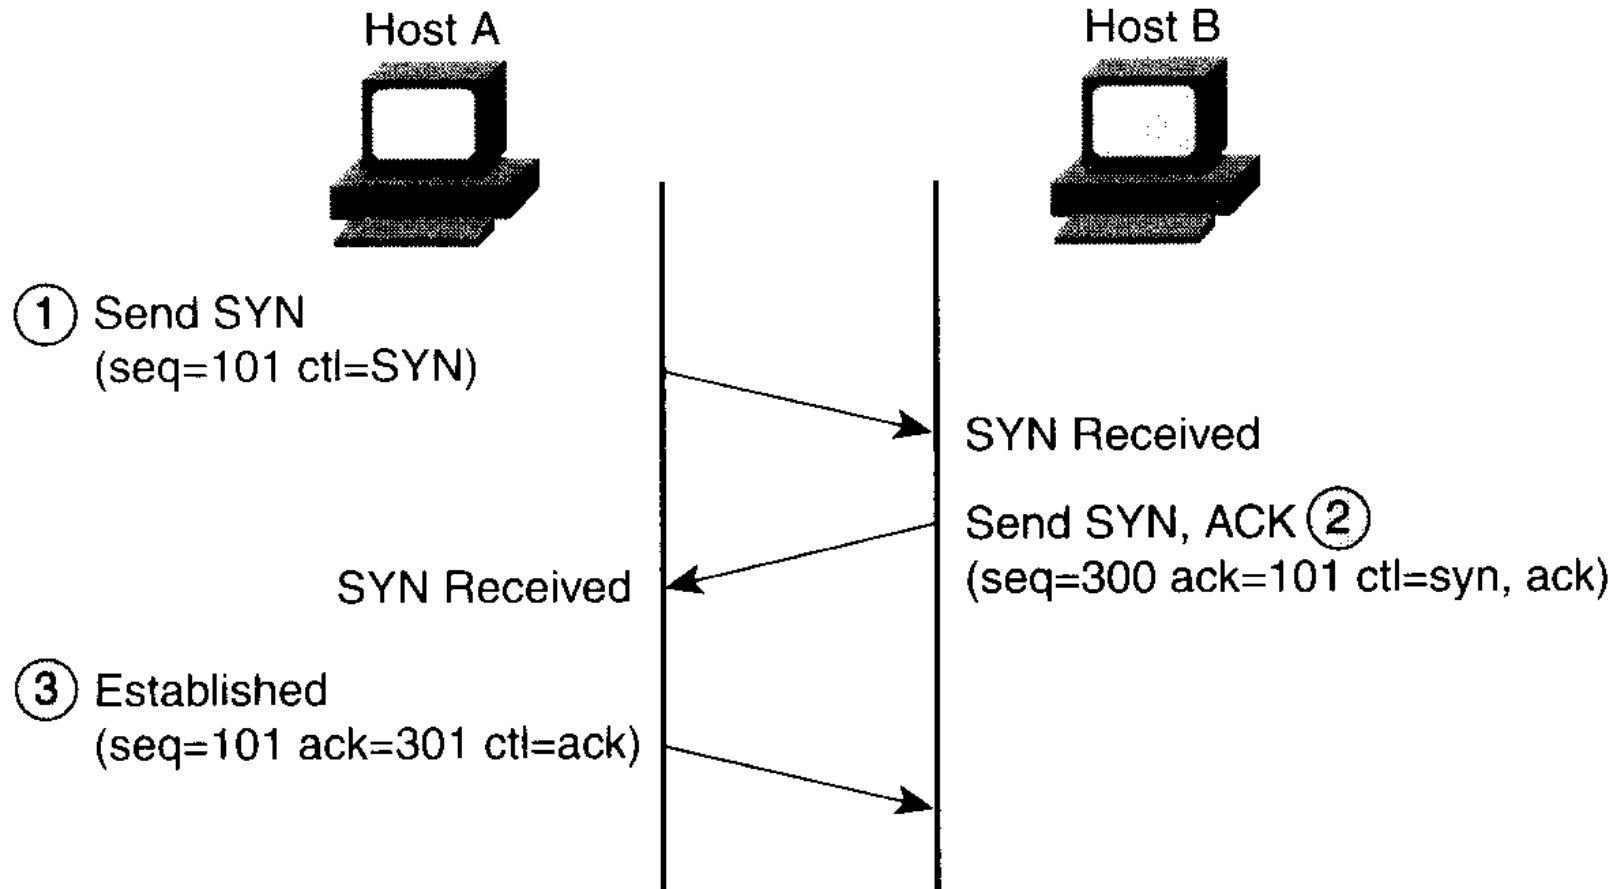 Host A
Host B
1 Send SYN
(seq=101 ctl=SYN)
SYN Received
Send SYN, ACK 2
(seq=300 ack=101 ctl=syn, ack)
SYN Received
3 Established
(seq=101 ack=301 ctl=ack)